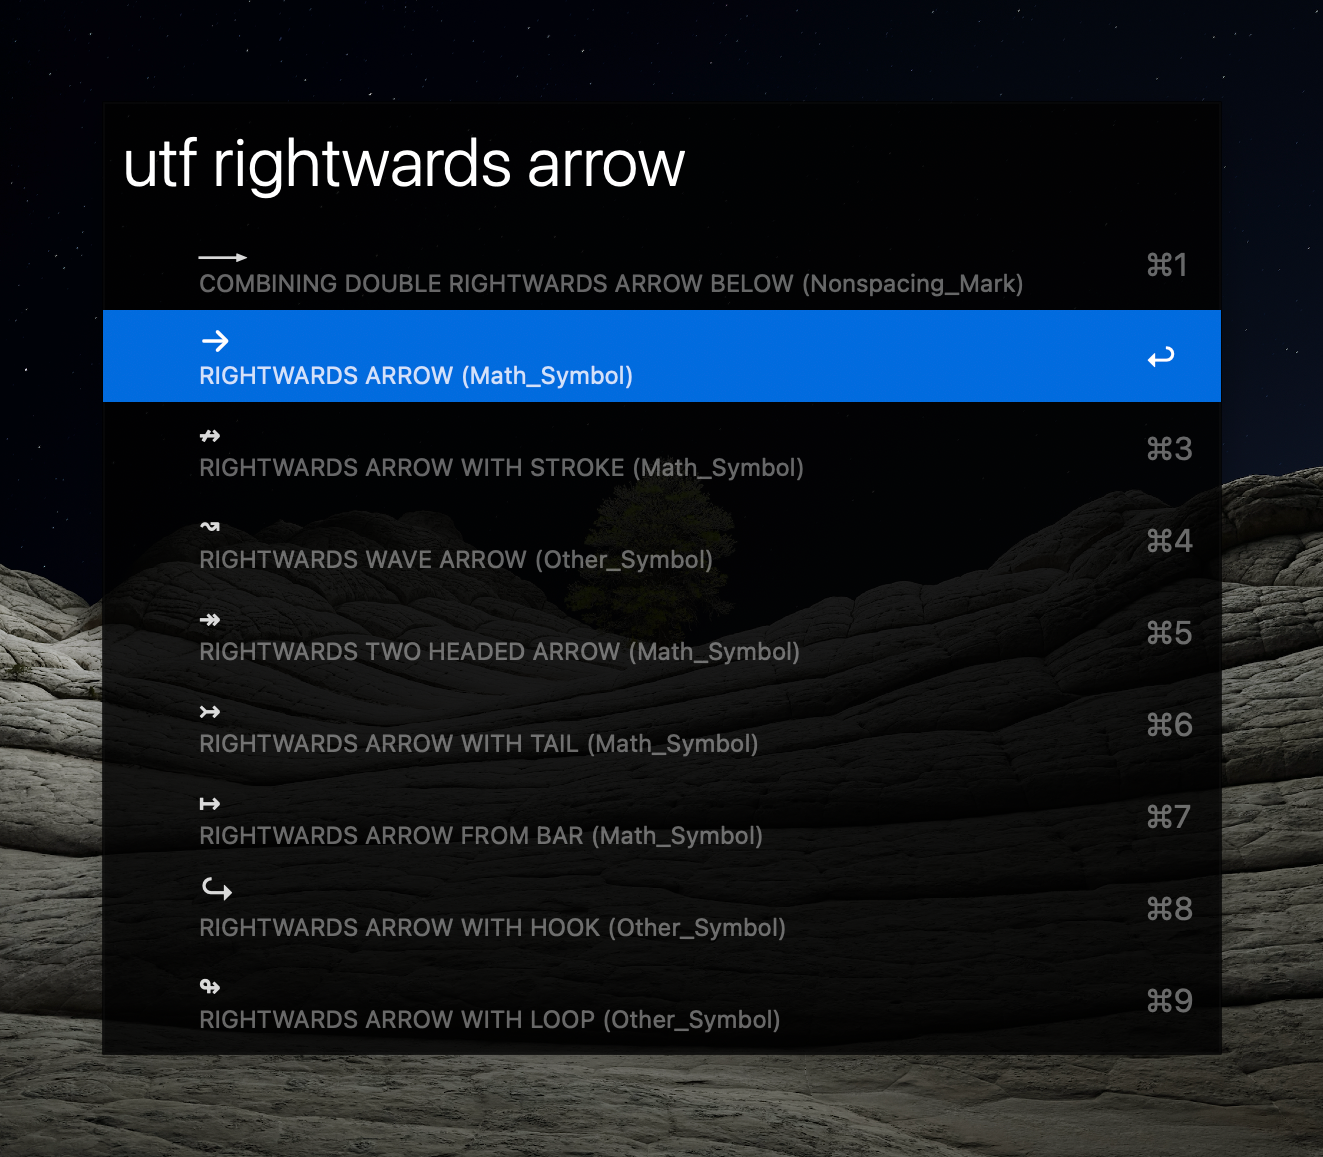 utf rightwards arrow
COMBINING DOUBLE RIGHTWARDS ARROW BELOW (Nonspacing_Mark) ⌘1
→
RIGHTWARDS ARROW (Math_Symbol) ↩
↛
RIGHTWARDS ARROW WITH STROKE (Math_Symbol) ⌘3
↝
RIGHTWARDS WAVE ARROW (Other_Symbol) ⌘4
↠
RIGHTWARDS TWO HEADED ARROW (Math_Symbol) ⌘5
↣
RIGHTWARDS ARROW WITH TAIL (Math_Symbol) ⌘6
↦
RIGHTWARDS ARROW FROM BAR (Math_Symbol) ⌘7
↪
RIGHTWARDS ARROW WITH HOOK (Other_Symbol) ⌘8
↬
RIGHTWARDS ARROW WITH LOOP (Other_Symbol) ⌘9